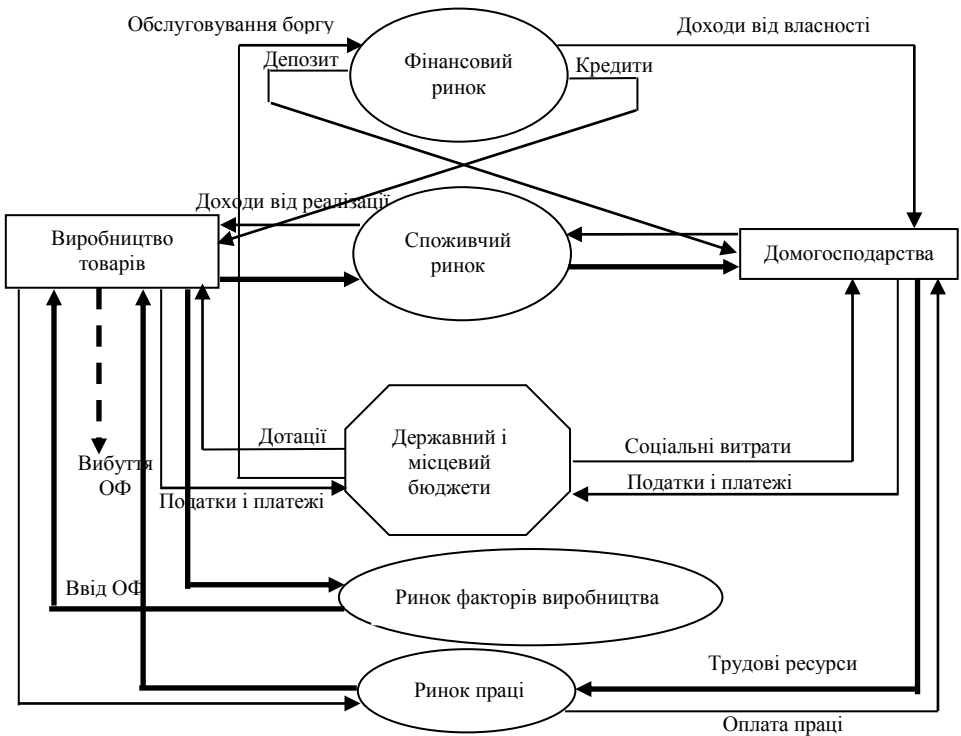 Обслуговування боргу
Доходи від власності
Депозит
Фінансовий
ринок
Кредити
Доходи від реалізації
Виробництво
товарів
Споживчий
ринок
Домогосподарства
Дотації
Державний і
місцевий
бюджети
Соціальні витрати
Вибуття
ОФ
Податки і платежі
Податки і платежі
Ввід ОФ
Ринок факторів виробництва
Трудові ресурси
Ринок праці
Оплата праці